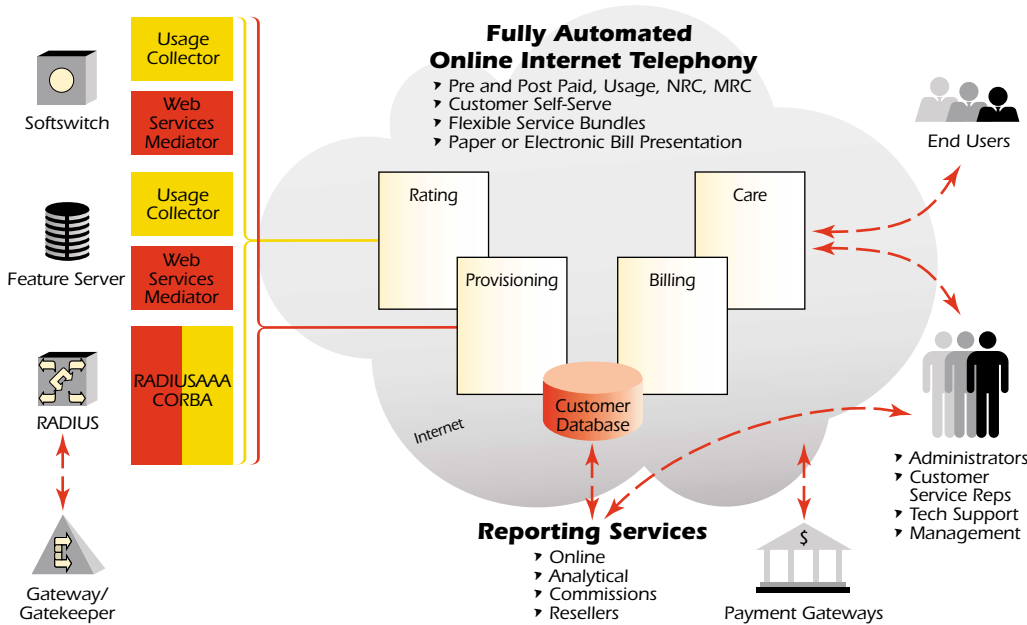 Softswitch
Feature Server
RADIUS
Gateway/
Gatekeeper
Usage
Collector
Web
Services
Mediator
Usage
Collector
Web
Services
Mediator
RADIUSAAA
CORBA
Fully Automated
Online Internet Telephony
Pre and Post Paid, Usage, NRC, MRC
Customer Self-Serve
Flexible Service Bundles
Paper or Electronic Bill Presentation
Rating
Provisioning
Care
Billing
Customer
Database
Internet
Reporting Services
Online
Analytical
Commissions
Resellers
$
Payment Gateways
End Users
Administrators
Customer
Service Reps
Tech Support
Management